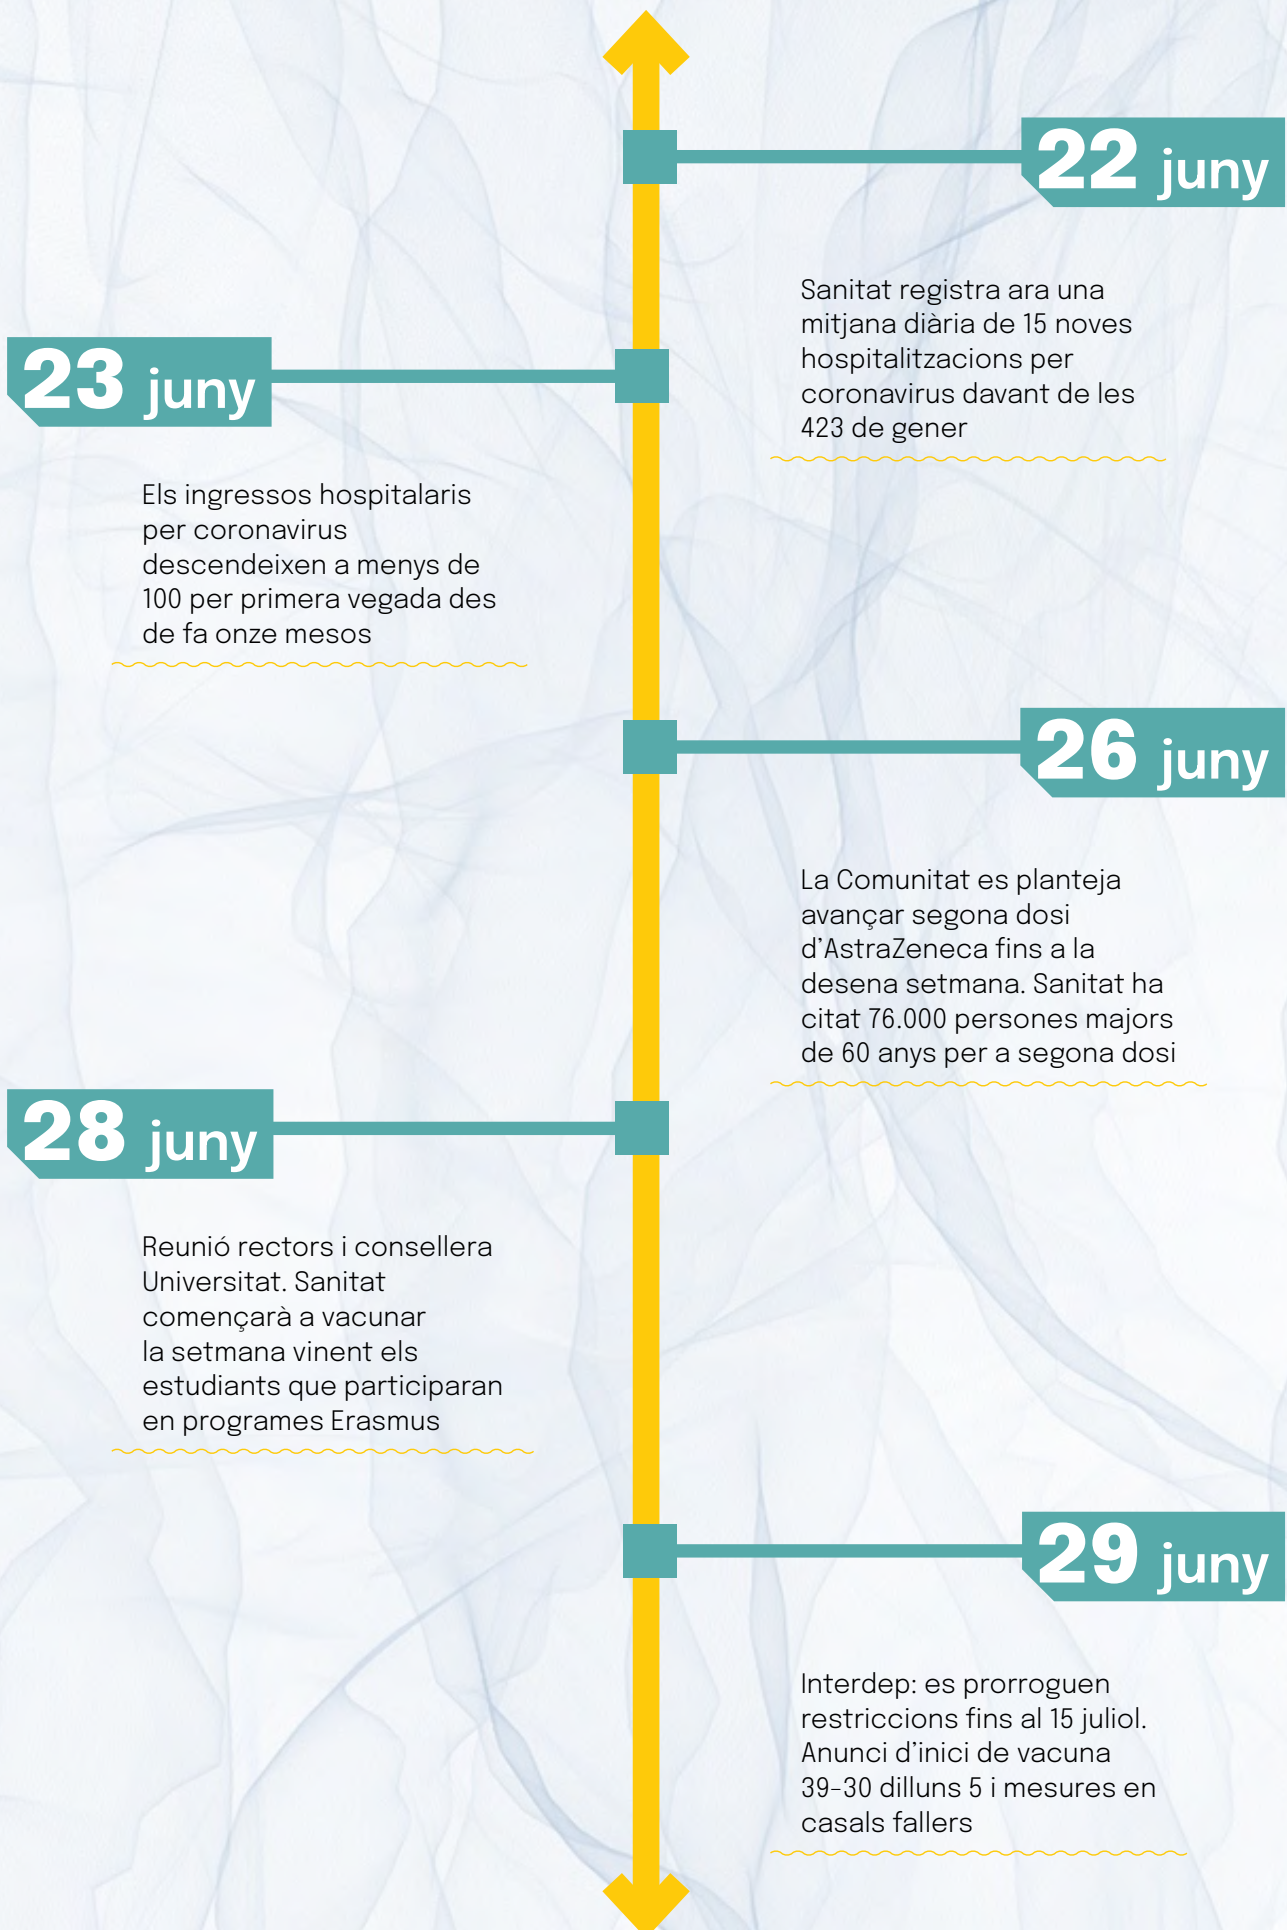 22 juny
Sanitat registra ara una
mitjana diària de 15 noves
hospitalitzacions per
coronavirus davant de les
423 de gener
23 juny
Els ingressos hospitalaris
per coronavirus
descendeixen a menys de
100 per primera vegada des
de fa onze mesos
26 juny
La Comunitat es planteja
avançar segona dosi
d’AstraZeneca fins a la
desena setmana. Sanitat ha
citat 76.000 persones majors
de 60 anys per a segona dosi
28 juny
Reunió rectors i consellera
Universitat. Sanitat
començarà a vacunar
la setmana vinent els
estudiants que participaran
en programes Erasmus
29 juny
Interdep: es prorroguen
restriccions fins al 15 juliol.
Anunci d’inici de vacuna
39-30 dilluns 5 i mesures en
casals fallers